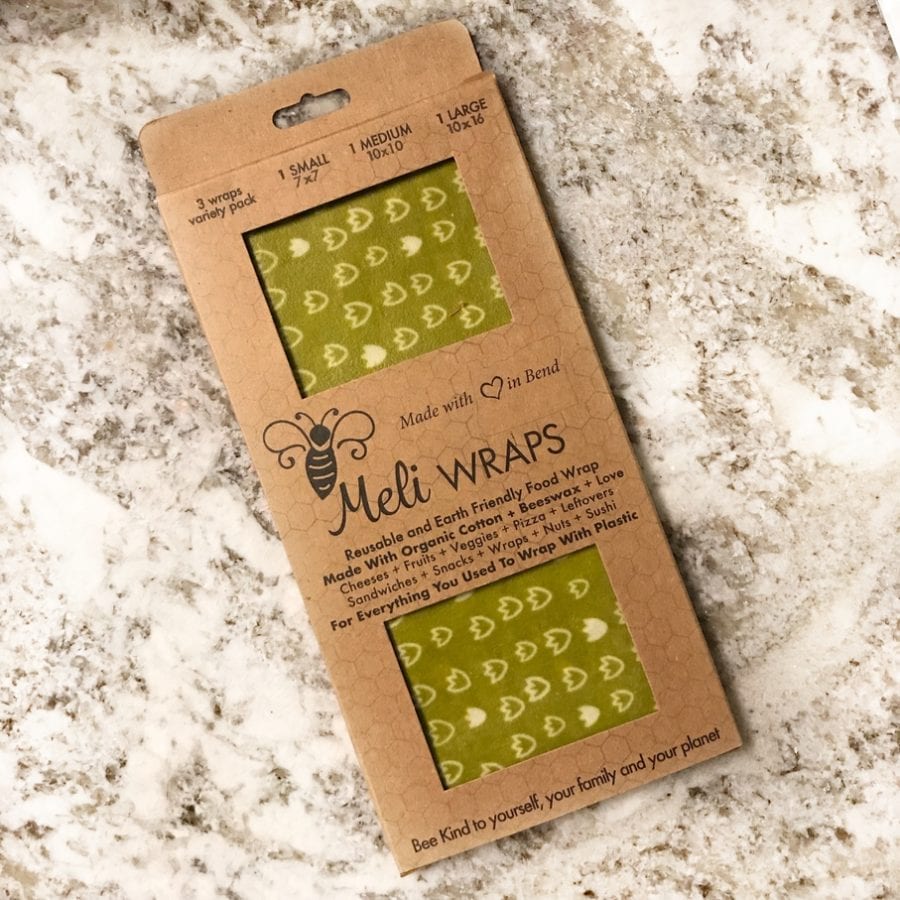 3 wraps
variety pack
1 SMALL
7x7
1 MEDIUM
10x10
1 LARGE
10x16
Made with in Bend
Meli WRAPS
Reusable and Earth Friendly Food Wrap
Made With Organic Cotton + Beeswax + Love
Cheeses + Fruits + Veggies + Pizza + Leftovers
Sandwiches + Snacks + Wraps + Nuts + Sushi
For Everything You Used To Wrap With Plastic
Bee Kind to yourself, your family and your planet